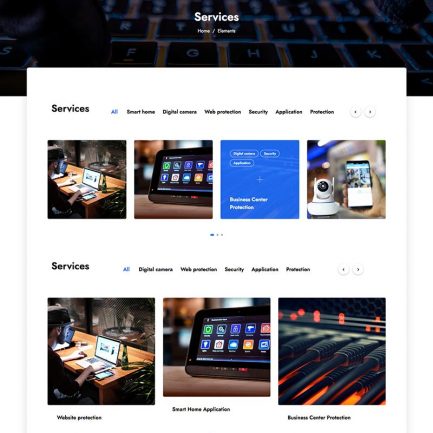 Services
Home / Elements
Services
All Smart home Digital camera Web protection Security Application Protection
Digital camera Security
Application
Business Center
Protection
Services
All Digital camera Web protection Security Application Protection
Website protection
Smart Home Application
Business Center Protection